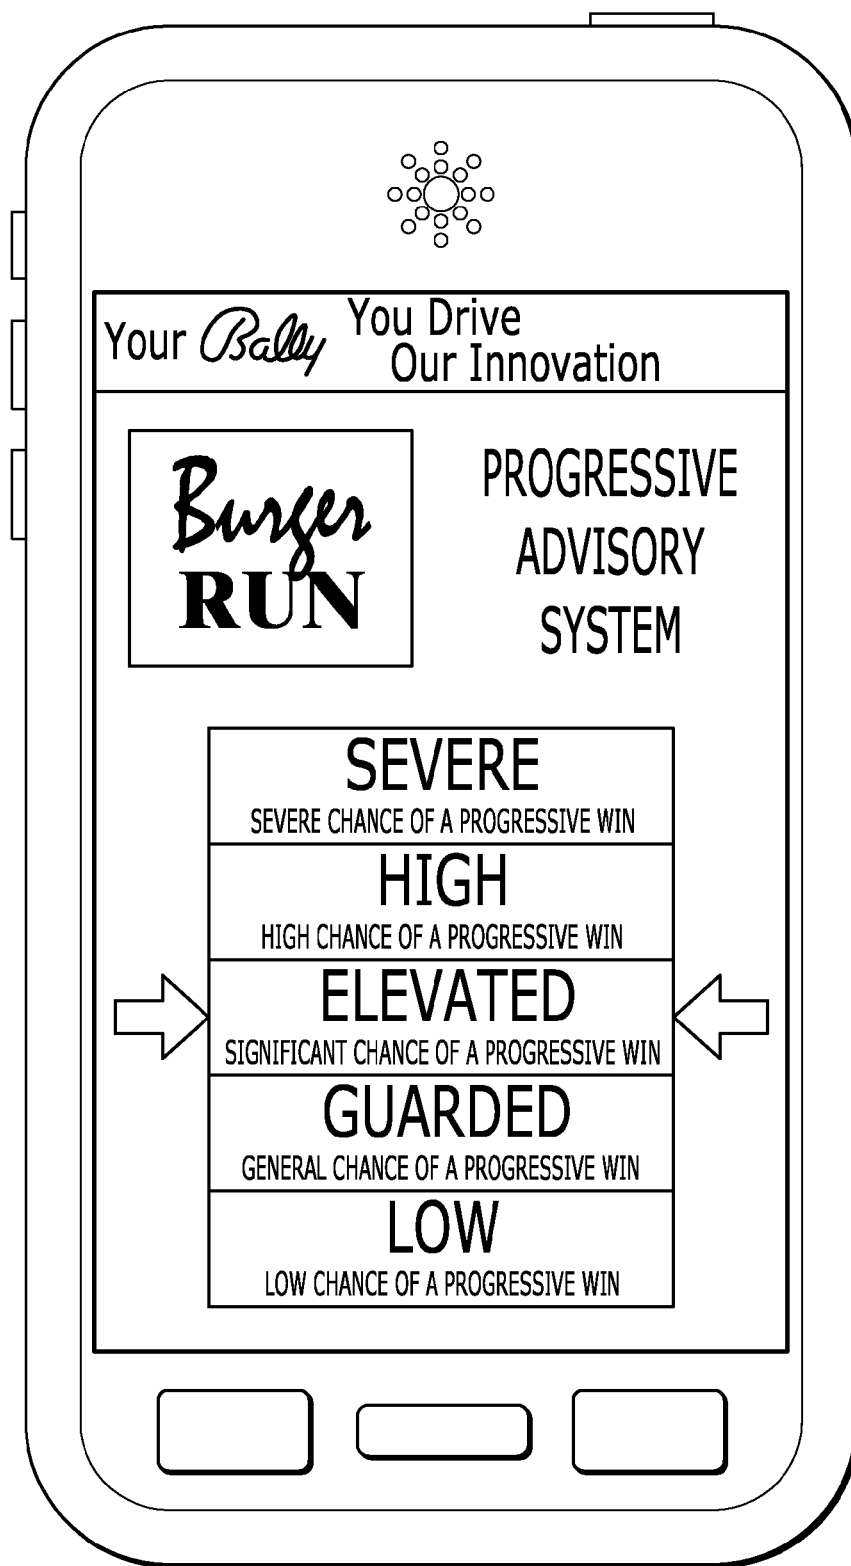 Your Bally You Drive
Our Innovation
Burger
RUN
PROGRESSIVE
ADVISORY
SYSTEM
SEVERE
SEVERE CHANCE OF A PROGRESSIVE WIN
HIGH
HIGH CHANCE OF A PROGRESSIVE WIN
ELEVATED
SIGNIFICANT CHANCE OF A PROGRESSIVE WIN
GUARDED
GENERAL CHANCE OF A PROGRESSIVE WIN
LOW
LOW CHANCE OF A PROGRESSIVE WIN